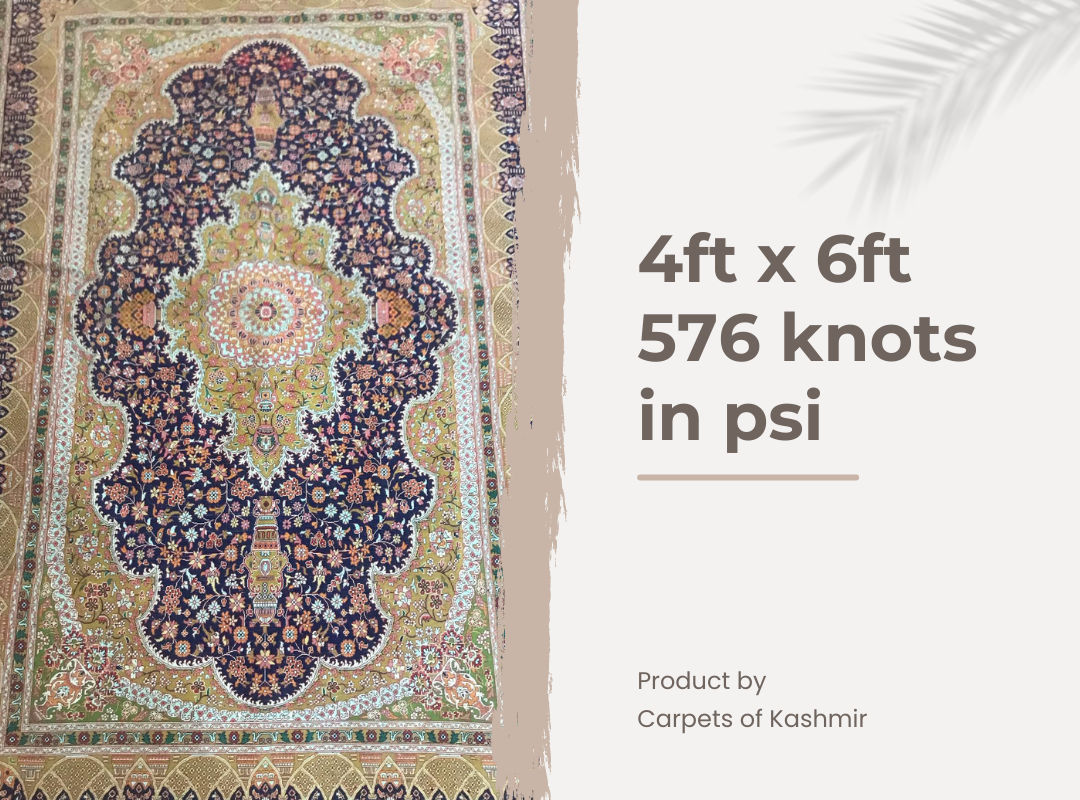 4ft x 6ft
576 knots
in psi
Product by
Carpets of Kashmir